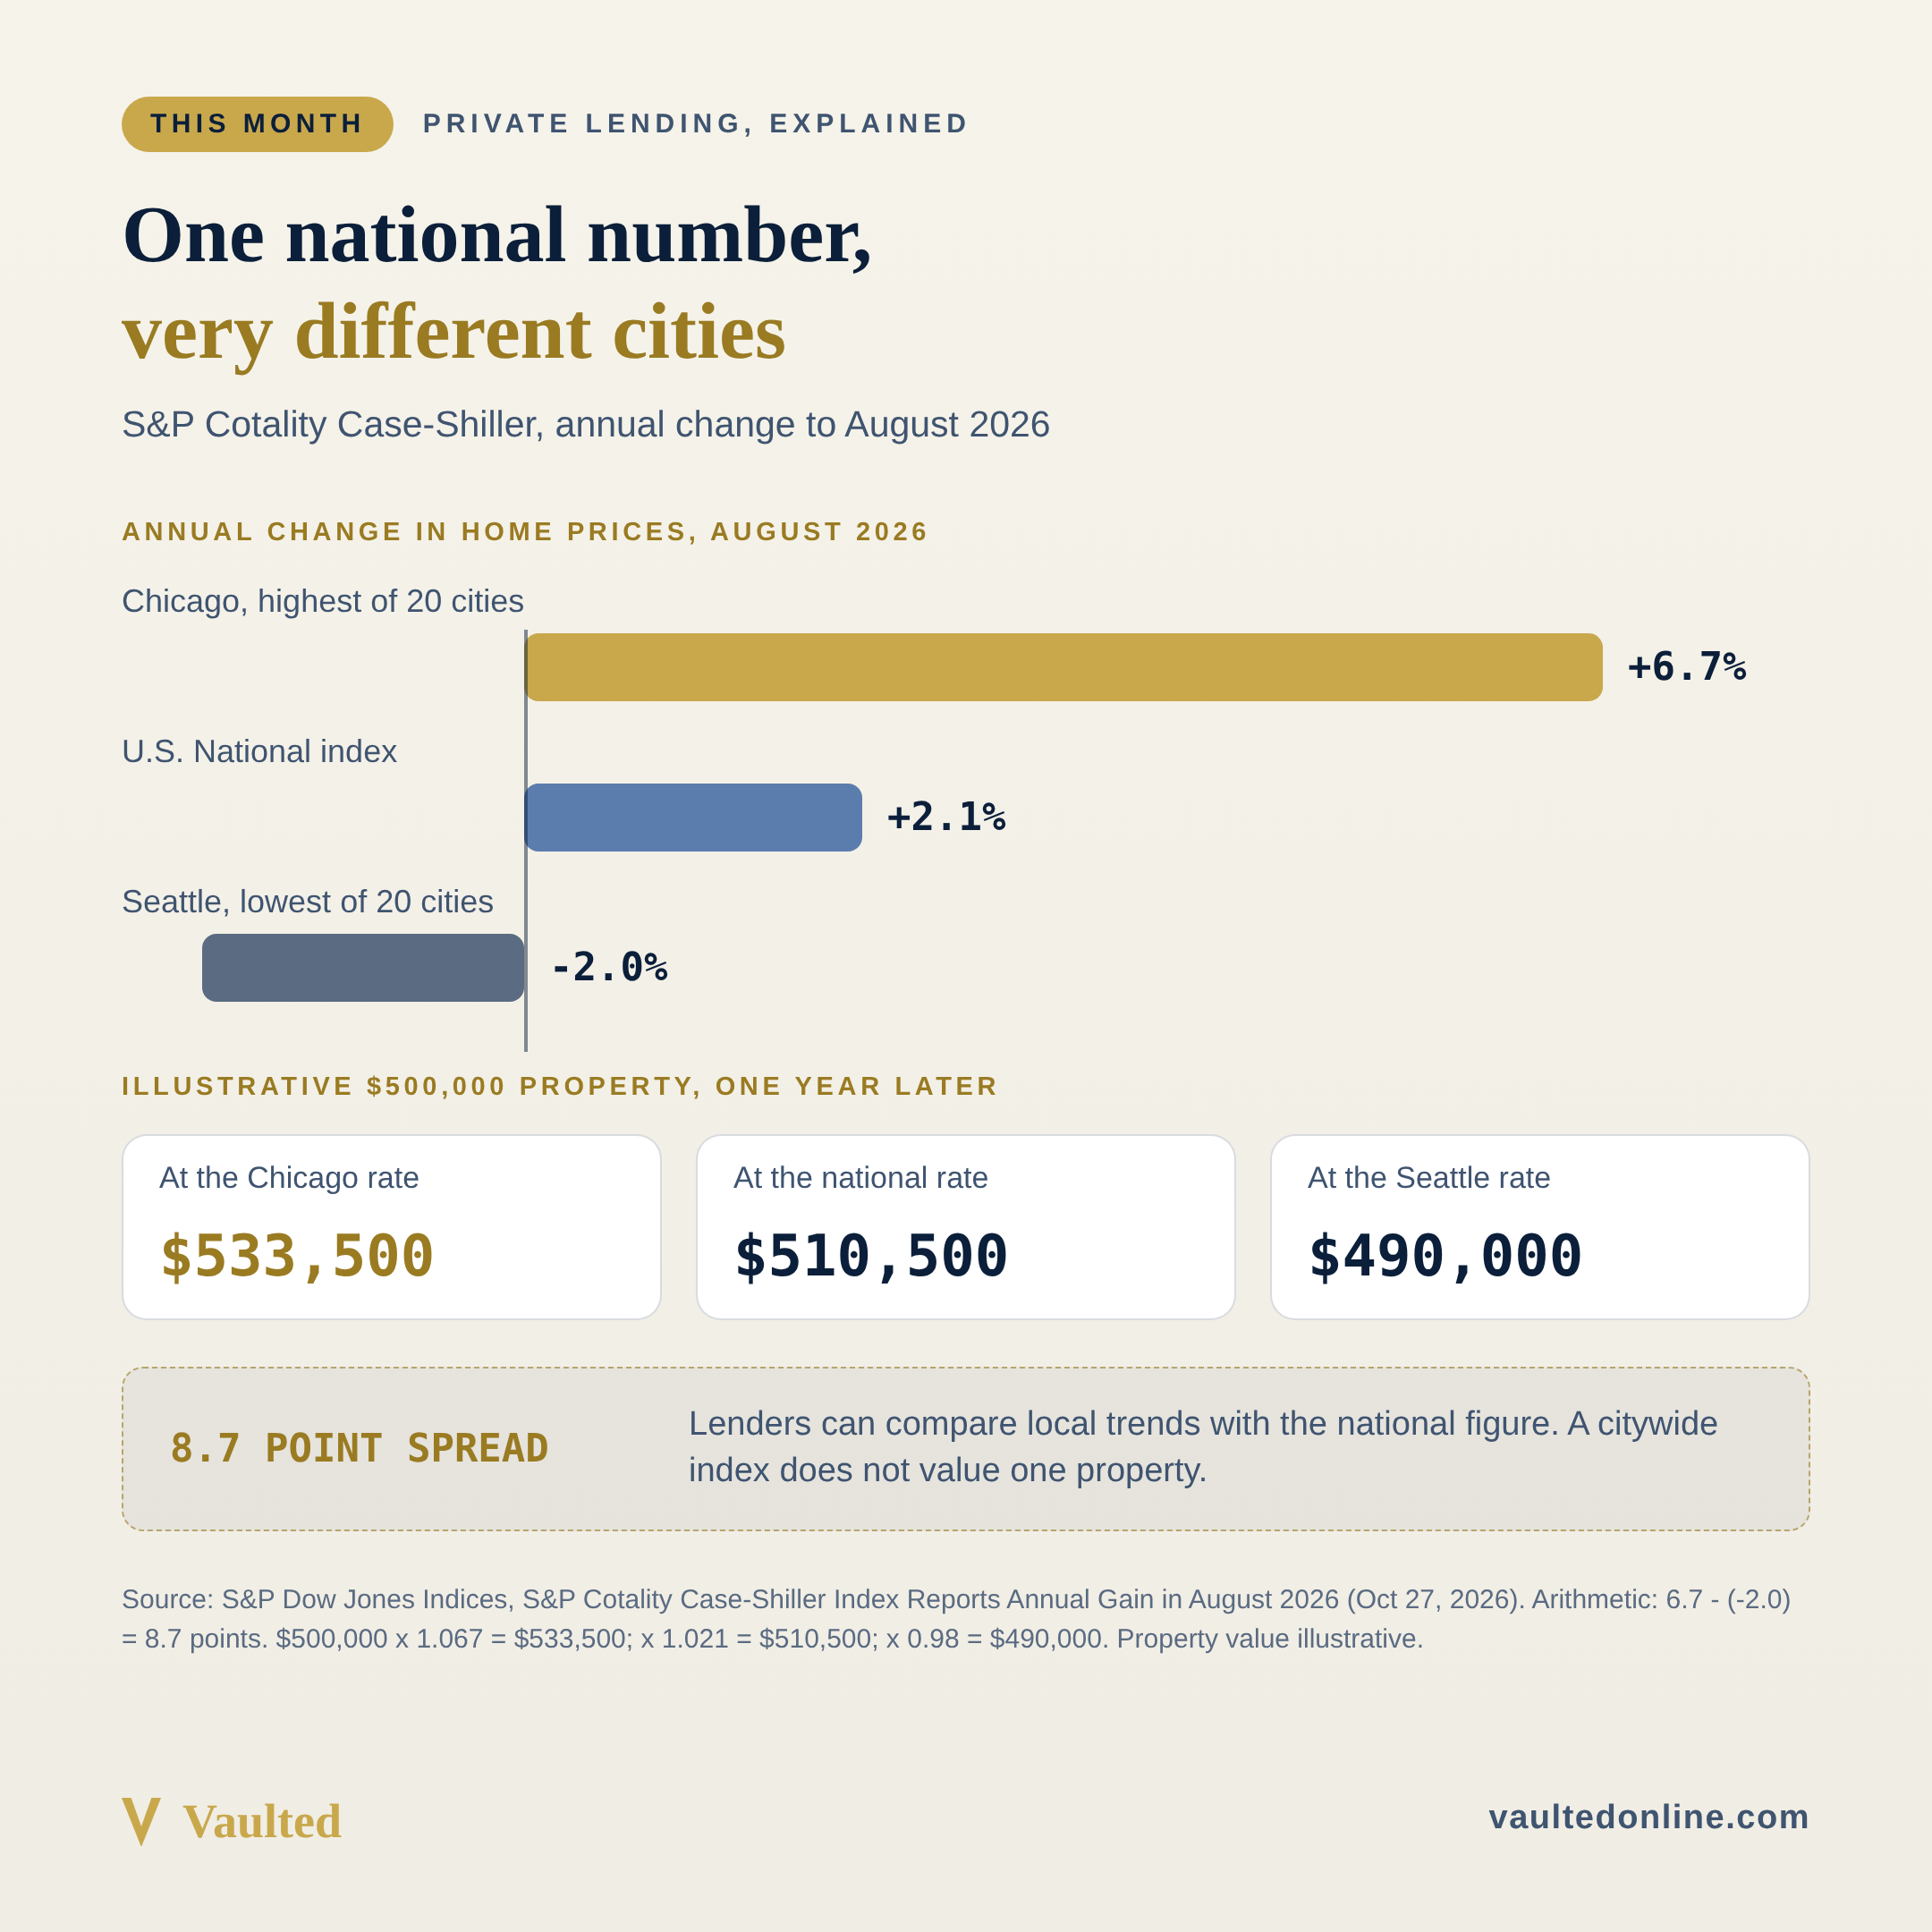 THIS MONTH PRIVATE LENDING, EXPLAINED
One national number,
very different cities
S&P Cotality Case-Shiller, annual change to August 2026
ANNUAL CHANGE IN HOME PRICES, AUGUST 2026
Chicago, highest of 20 cities
+6.7%
U.S. National index
+2.1%
Seattle, lowest of 20 cities
-2.0%
ILLUSTRATIVE $500,000 PROPERTY, ONE YEAR LATER
At the Chicago rate
$533,500
At the national rate
$510,500
At the Seattle rate
$490,000
8.7 POINT SPREAD
Lenders can compare local trends with the national figure. A citywide
index does not value one property.
Source: S&P Dow Jones Indices, S&P Cotality Case-Shiller Index Reports Annual Gain in August 2026 (Oct 27, 2026). Arithmetic: 6.7 - (-2.0)
= 8.7 points. $500,000 x 1.067 = $533,500; x 1.021 = $510,500; x 0.98 = $490,000. Property value illustrative.
Vaulted
vaultedonline.com